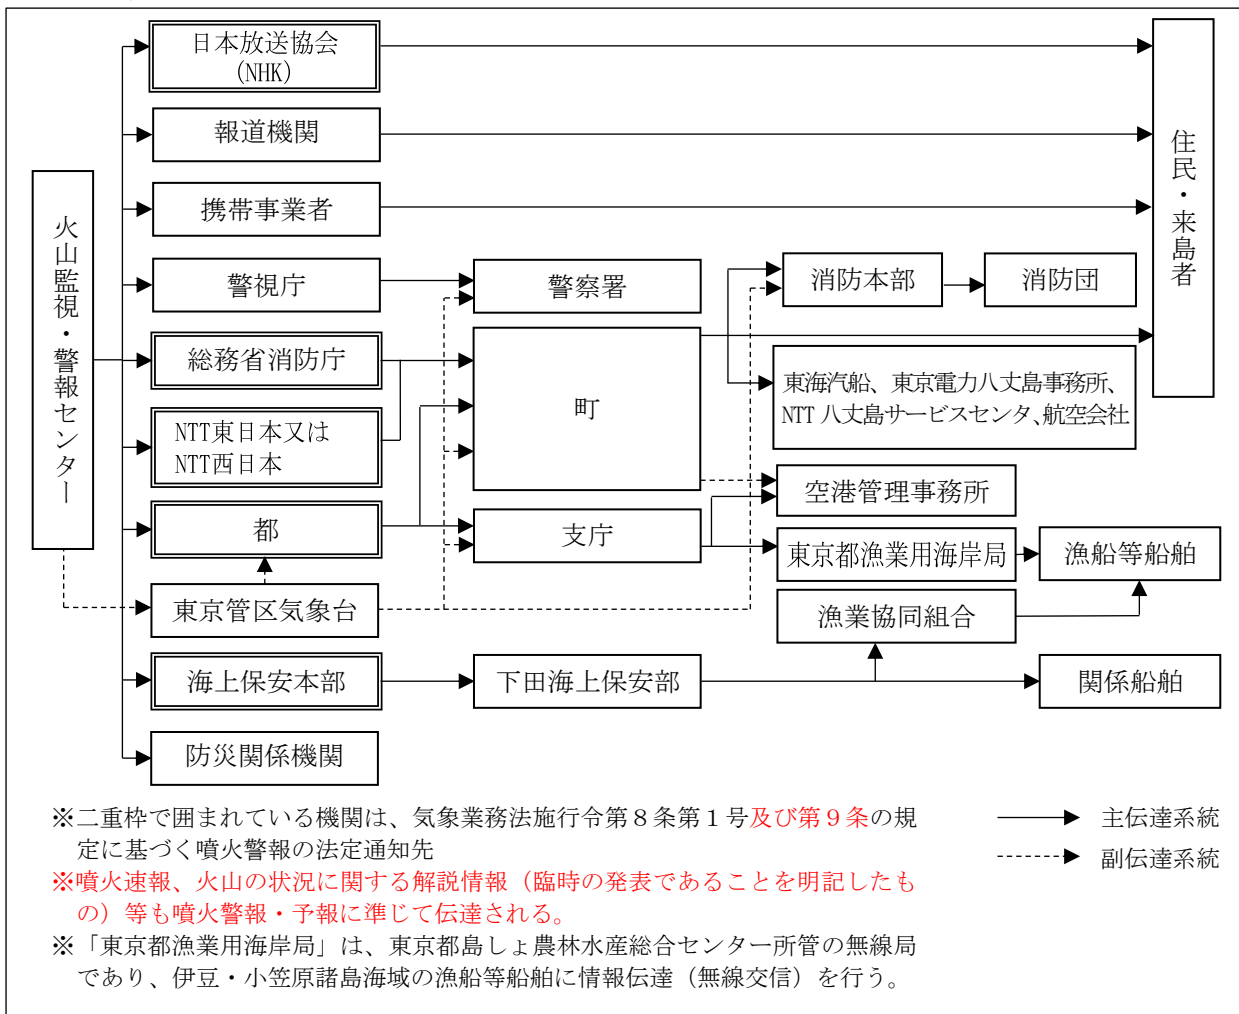 火山監視・警報センター
日本放送協会
(NHK)
報道機関
携帯事業者
警視庁
総務省消防庁
NTT東日本又は
NTT西日本
都
東京管区気象台
海上保安本部
防災関係機関
警察署
町
支庁
下田海上保安部
消防本部
消防団
東海汽船、東京電力八丈島事務所、
NTT 八丈島サービスセンタ、航空会社
空港管理事務所
東京都漁業用海岸局
漁業協同組合
漁船等船舶
関係船舶
住民・来島者
※二重枠で囲まれている機関は、気象業務法施行令第８条第１号及び第９条の規
定に基づく噴火警報の法定通知先
※噴火速報、火山の状況に関する解説情報（臨時の発表であることを明記したも
の）等も噴火警報・予報に準じて伝達される。
※「東京都漁業用海岸局」は、東京都島しょ農林水産総合センター所管の無線局
であり、伊豆・小笠原諸島海域の漁船等船舶に情報伝達（無線交信）を行う。
主伝達系統
副伝達系統